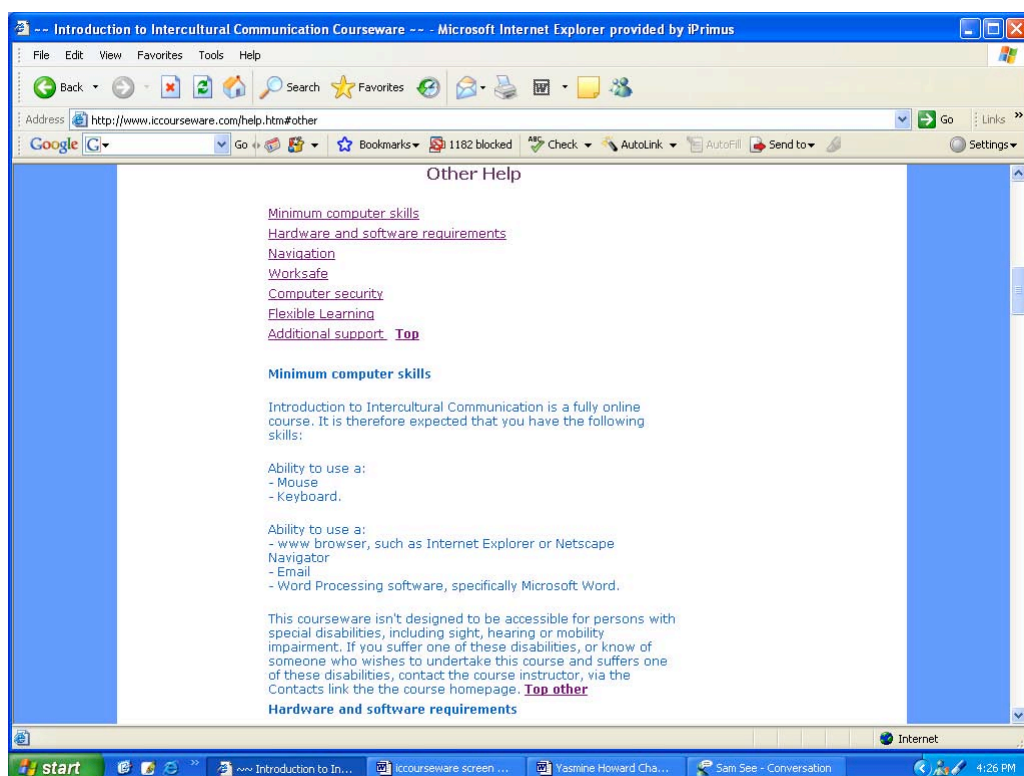 ~~ Introduction to Intercultural Communication Courseware ~~ - Microsoft Internet Explorer provided by iPrimus
File Edit View Favorites Tools Help
Back Search Favorites
Address http://www.iccourseware.com/help.htm#other Go Links »
Google G Go Bookmarks 1182 blocked ABC Check AutoLink AutoFill Send to Settings
Other Help
Minimum computer skills
Hardware and software requirements
Navigation
Worksafe
Computer security
Flexible Learning
Additional support Top
Minimum computer skills
Introduction to Intercultural Communication is a fully online
course. It is therefore expected that you have the following
skills:
Ability to use a:
- Mouse
- Keyboard.
Ability to use a:
- www browser, such as Internet Explorer or Netscape
Navigator
- Email
- Word Processing software, specifically Microsoft Word.
This courseware isn't designed to be accessible for persons with
special disabilities, including sight, hearing or mobility
impairment. If you suffer one of these disabilities, or know of
someone who wishes to undertake this course and suffers one
of these disabilities, contact the course instructor, via the
Contacts link the the course homepage. Top other
Hardware and software requirements
Internet
start » ~~ Introduction to In... iccourseware screen ... Yasmine Howard Cha... Sam See - Conversation 4:26 PM